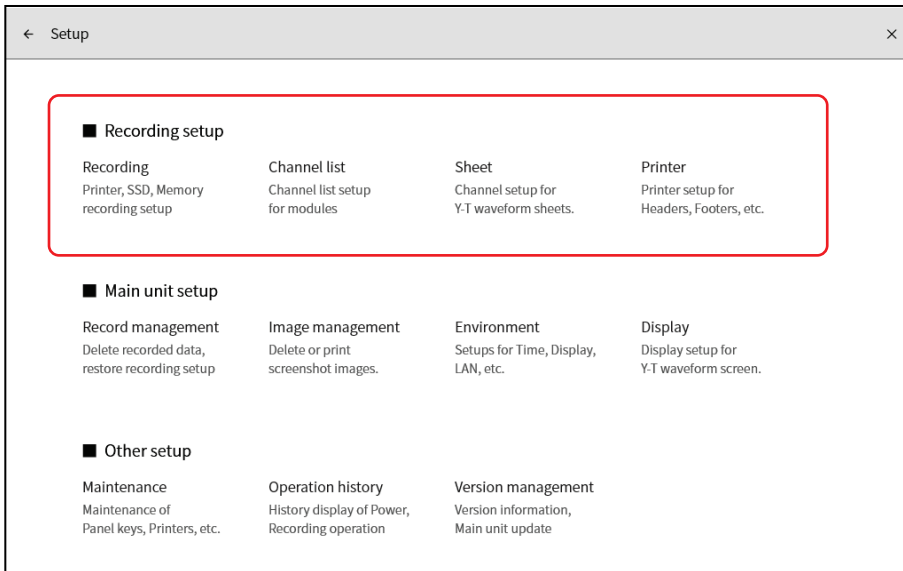 ← Setup ×
■ Recording setup
Recording Channel list Sheet Printer
Printer, SSD, Memory Channel list setup Channel setup for Printer setup for
recording setup for modules Y-T waveform sheets. Headers, Footers, etc.
■ Main unit setup
Record management Image management Environment Display
Delete recorded data, Delete or print Setups for Time, Display, Display setup for
restore recording setup screenshot images. LAN, etc. Y-T waveform screen.
■ Other setup
Maintenance Operation history Version management
Maintenance of History display of Power, Version information,
Panel keys, Printers, etc. Recording operation Main unit update